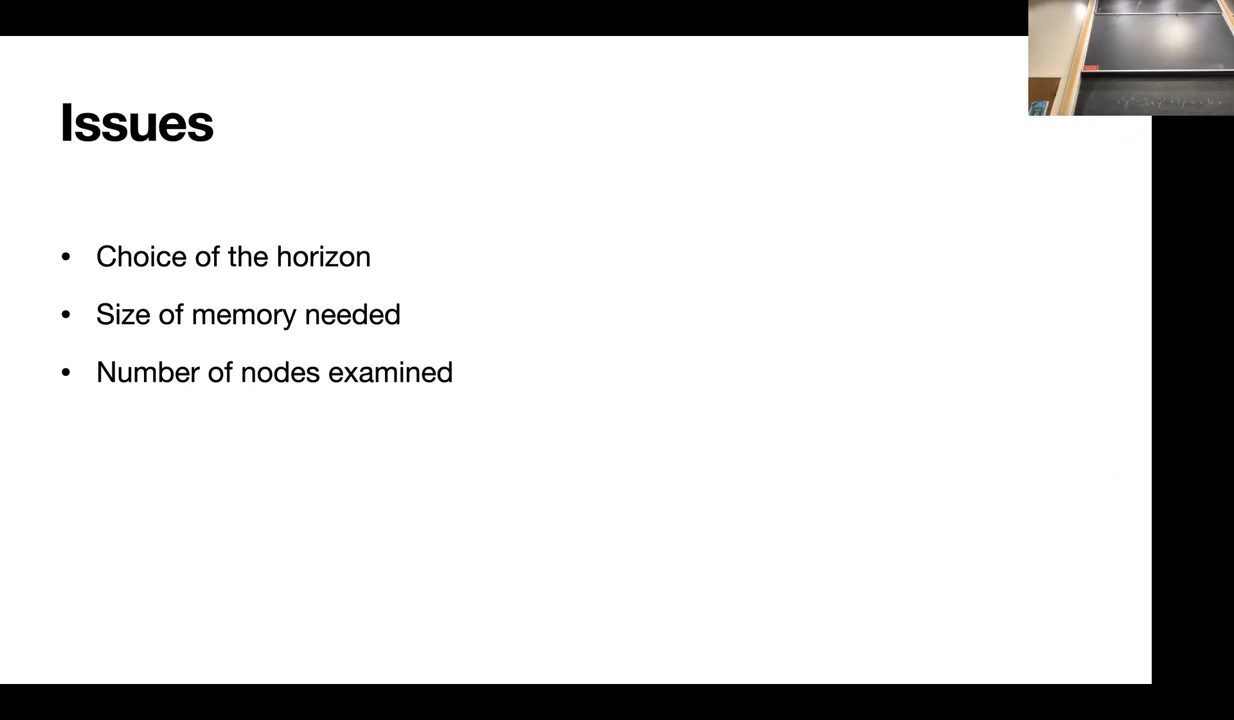 Issues
• Choice of the horizon
• Size of memory needed
• Number of nodes examined